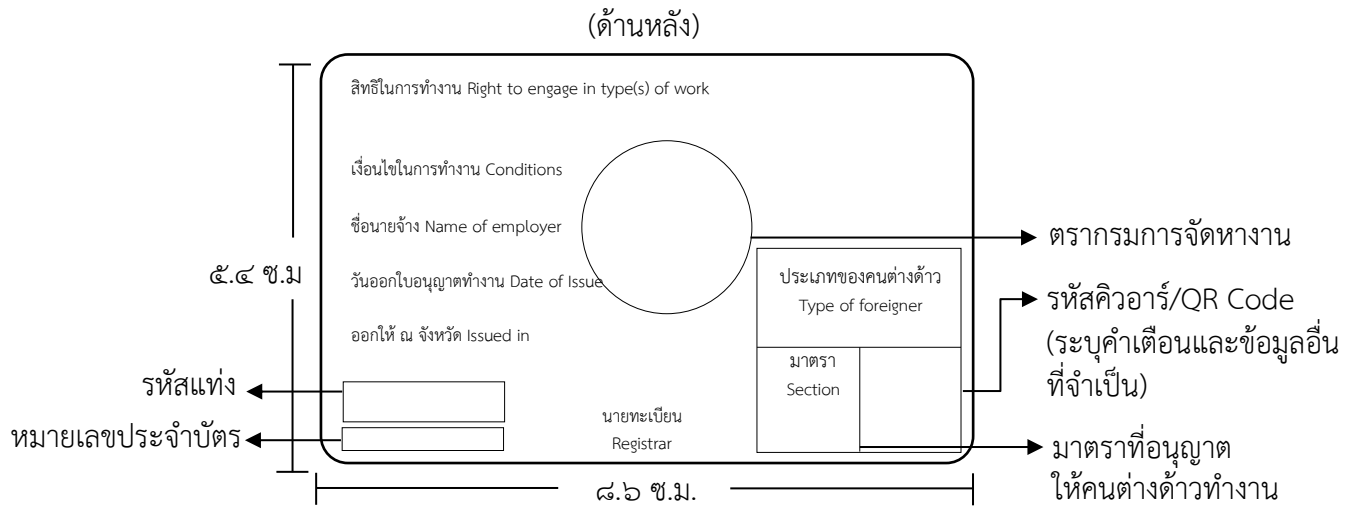 (ด้านหลัง)
สิทธิในการทำงาน Right to engage in type(s) of work
เงื่อนไขในการทำงาน Conditions
ชื่อนายจ้าง Name of employer
วันออกใบอนุญาตทำงาน Date of Issue
ออกให้ ณ จังหวัด Issued in
นายทะเบียน
Registrar
ประเภทของคนต่างด้าว
Type of foreigner
มาตรา
Section
๕.๔ ซ.ม
รหัสแท่ง
หมายเลขประจำบัตร
๘.๖ ซ.ม.
ตรากรมการจัดหางาน
รหัสคิวอาร์/QR Code
(ระบุคำเตือนและข้อมูลอื่น
ที่จำเป็น)
มาตราที่อนุญาต
ให้คนต่างด้าวทำงาน